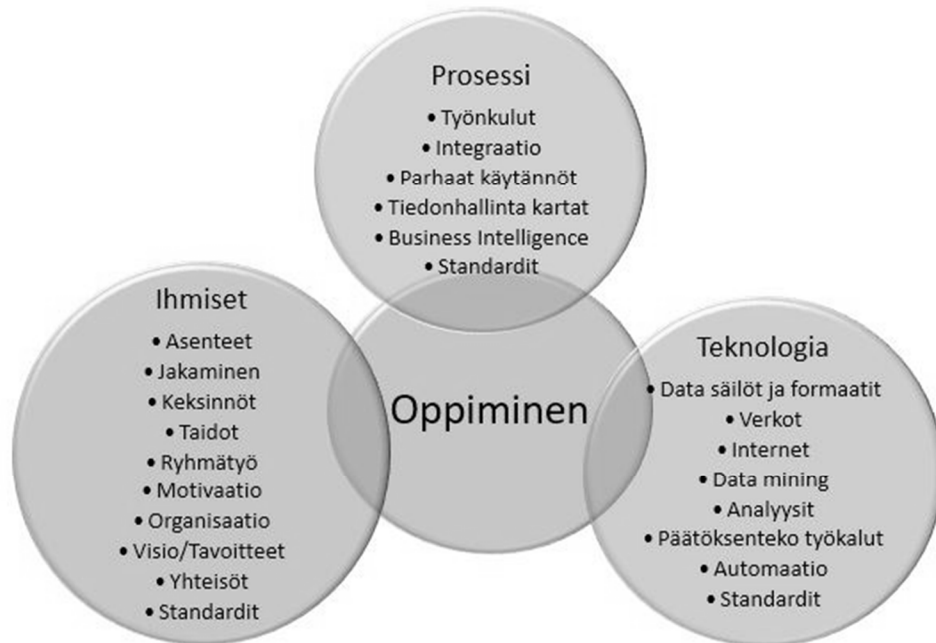 Prosessi
• Työnkulut
• Integraatio
• Parhaat käytännöt
• Tiedonhallinta kartat
• Business Intelligence
• Standardit
Ihmiset
• Asenteet
• Jakaminen
• Keksinnöt
• Taidot
• Ryhmätyö
• Motivaatio
• Organisaatio
• Visio/Tavoitteet
• Yhteisöt
• Standardit
Oppiminen
Teknologia
• Data säilöt ja formaatit
• Verkot
• Internet
• Data mining
• Analyysit
• Päätöksenteko työkalut
• Automaatio
• Standardit